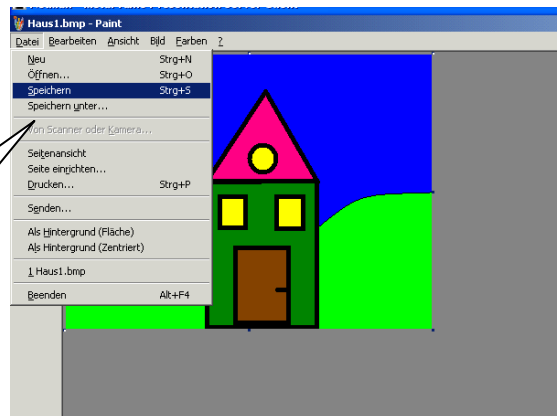 Haus1.bmp - Paint
Datei Bearbeiten Ansicht Bild Farben ?
Neu Strg+N
Öffnen... Strg+O
Speichern Strg+S
Speichern unter...
Von Scanner oder Kamera...
Seitenansicht
Seite einrichten...
Drucken... Strg+P
Senden...
Als Hintergrund (Fläche)
Als Hintergrund (Zentriert)
1 Haus1.bmp
Beenden Alt+F4